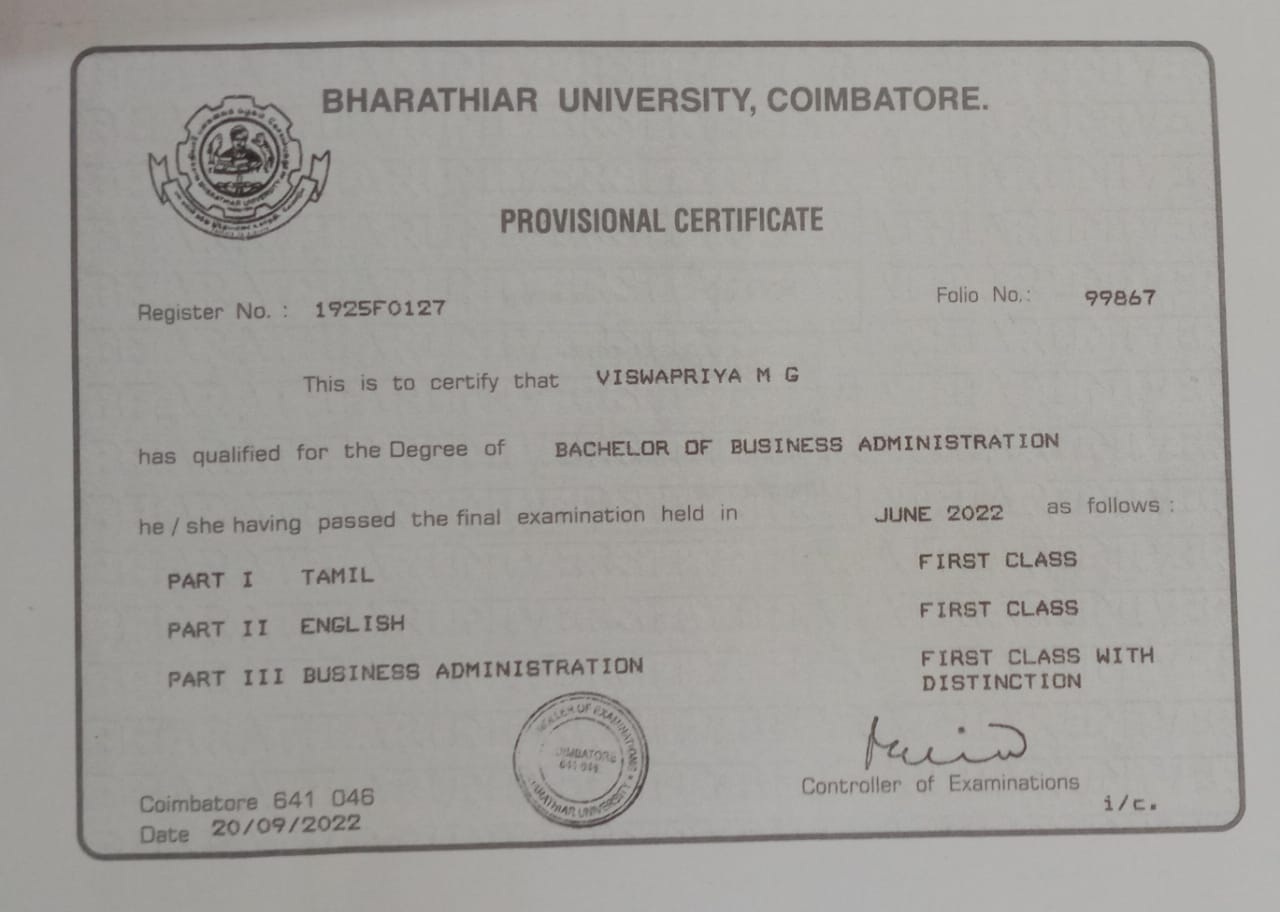 BHARATHIAR UNIVERSITY, COIMBATORE.
BHARATHIAR UNIVERSITY
PROVISIONAL CERTIFICATE
Register No. : 1925F0127
Folio No.: 99867
This is to certify that VISWAPRIYA M G
has qualified for the Degree of BACHELOR OF BUSINESS ADMINISTRATION
he / she having passed the final examination held in JUNE 2022 as follows :
PART I TAMIL FIRST CLASS
PART II ENGLISH FIRST CLASS
PART III BUSINESS ADMINISTRATION FIRST CLASS WITH
DISTINCTION
OF EXAMINATIONS
COIMBATORE
641 046
BHARATHIAR UNIVERSITY
Controller of Examinations
i/c.
Coimbatore 641 046
Date 20/09/2022